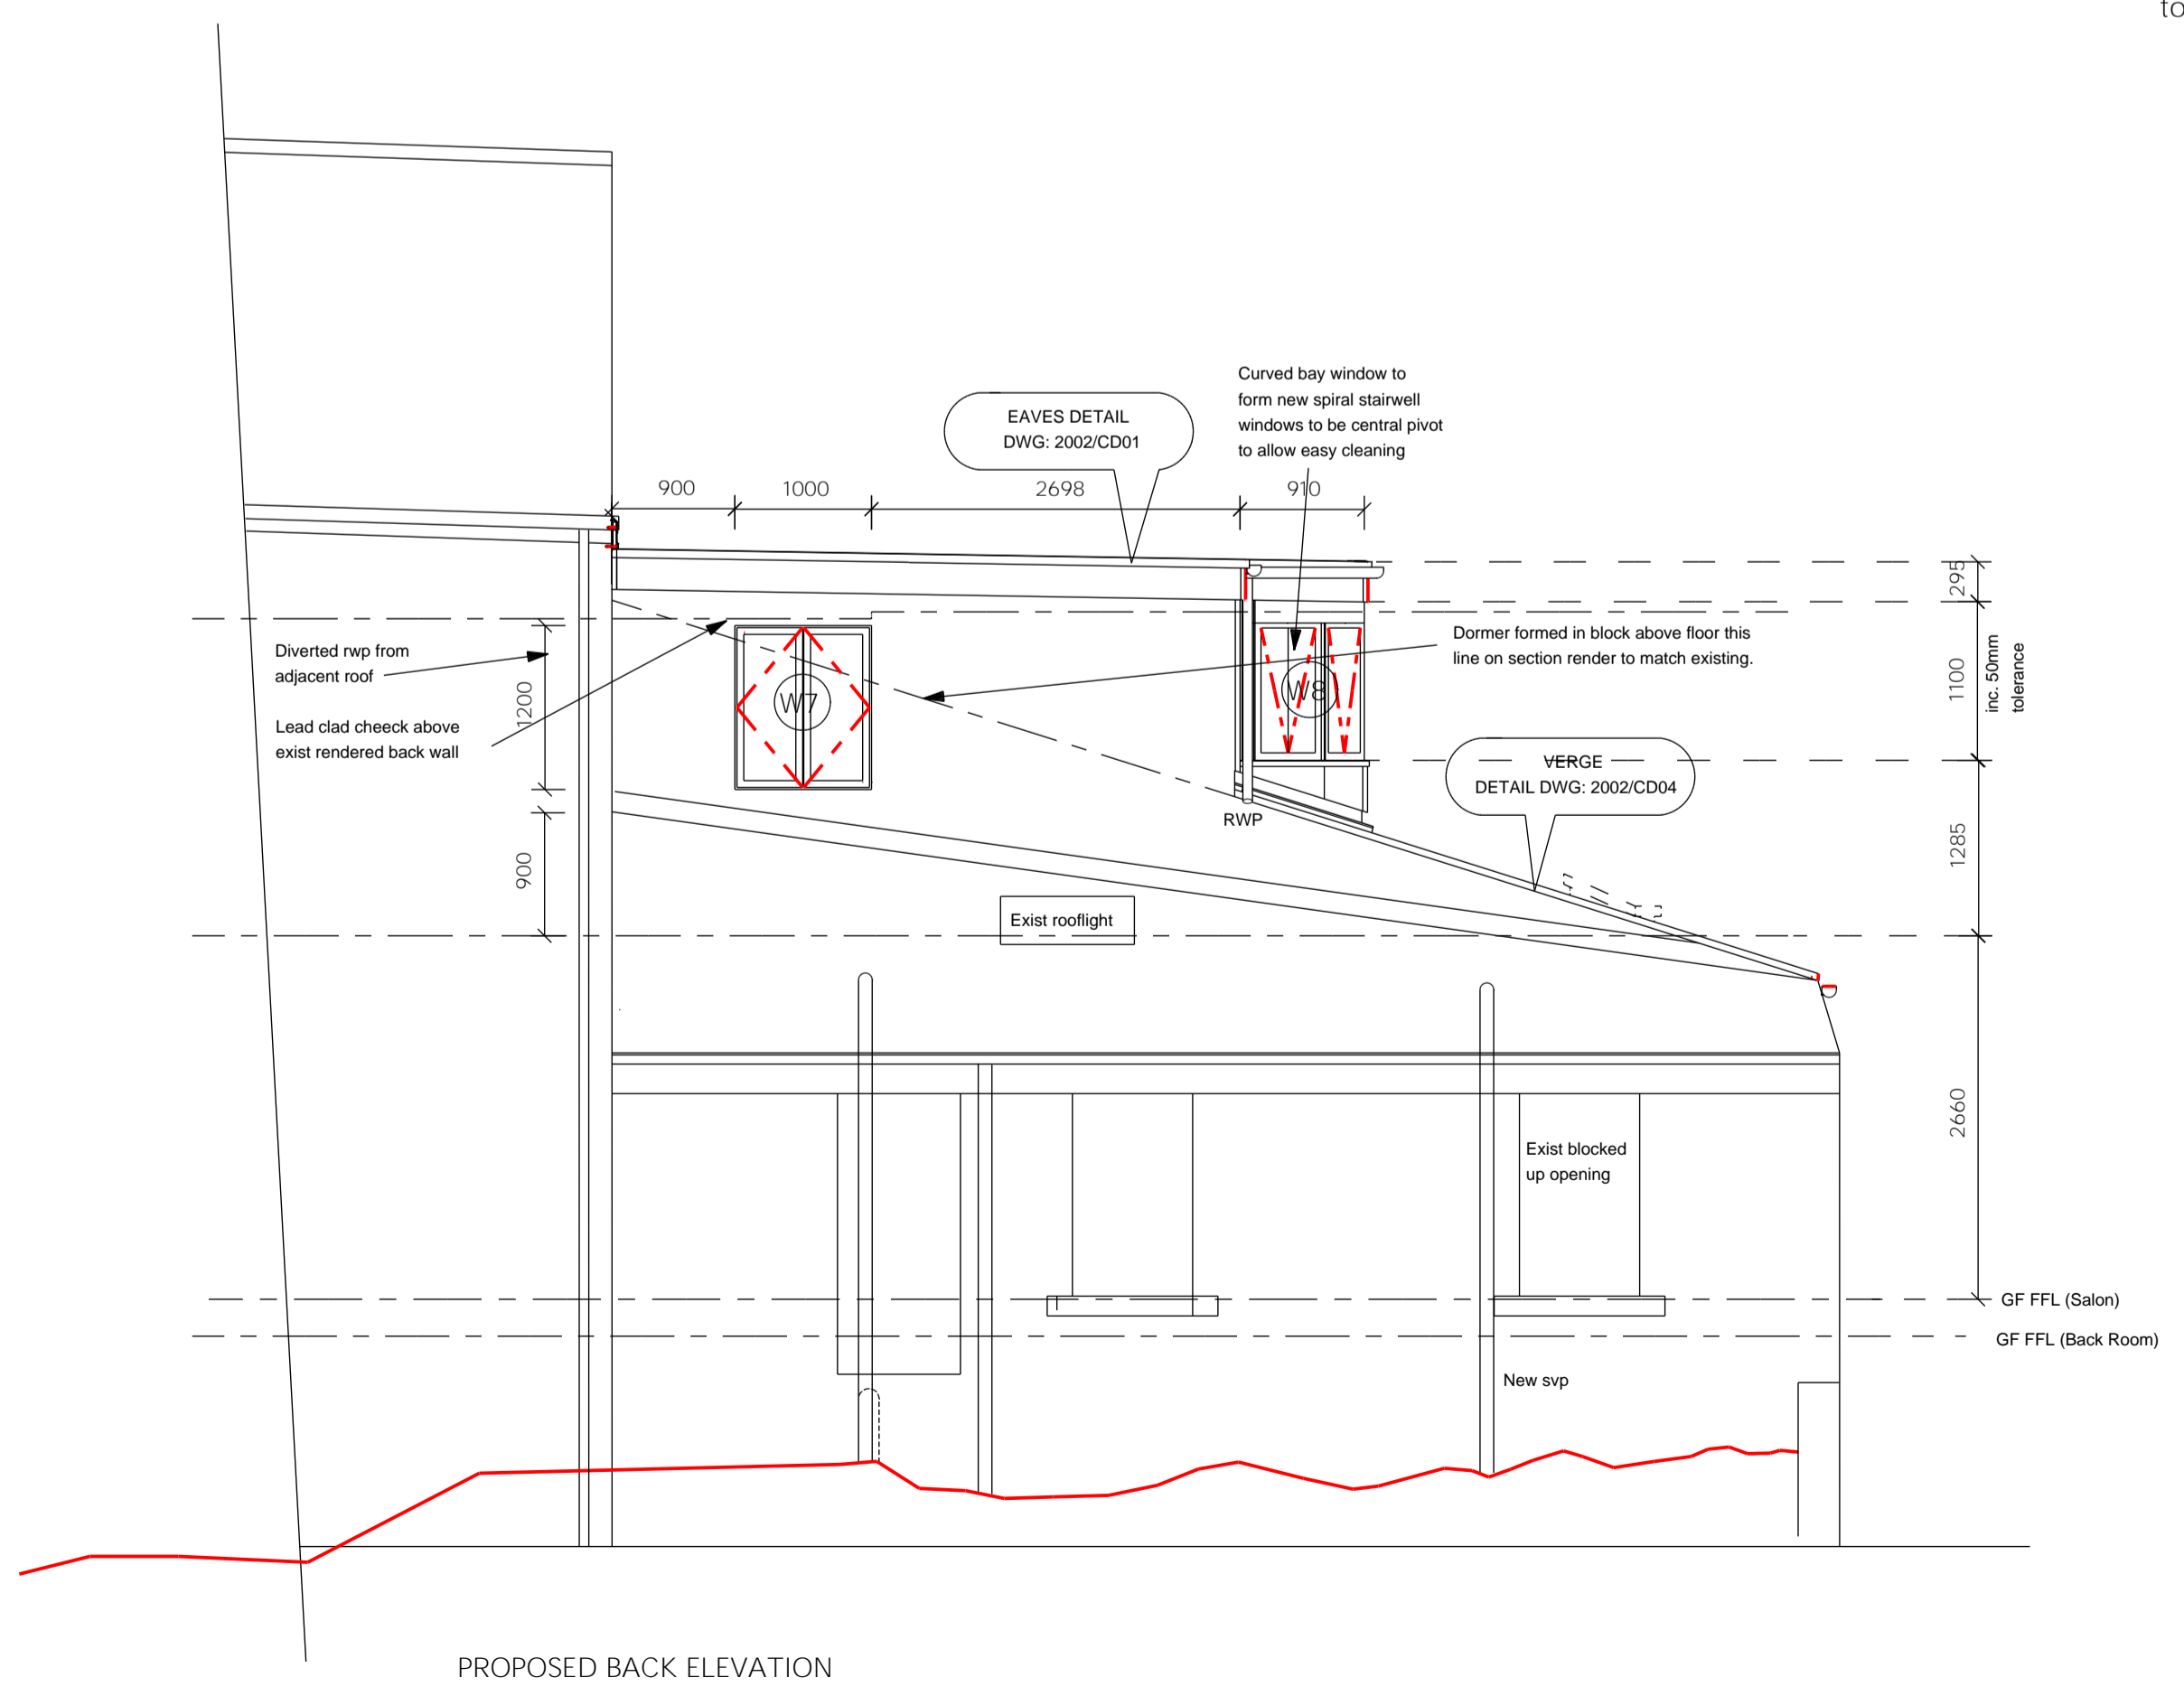 to
Curved bay window to
form new spiral stairwell
windows to be central pivot
to allow easy cleaning
EAVES DETAIL
DWG: 2002/CD01
900
1000
2698
910
295
1100
inc. 50mm
tolerance
1285
2660
Diverted rwp from
adjacent roof
Lead clad cheeck above
exist rendered back wall
1200
900
W7
W8
Dormer formed in block above floor this
line on section render to match existing.
VERGE
DETAIL DWG: 2002/CD04
RWP
Exist rooflight
Exist blocked
up opening
GF FFL (Salon)
GF FFL (Back Room)
New svp
PROPOSED BACK ELEVATION